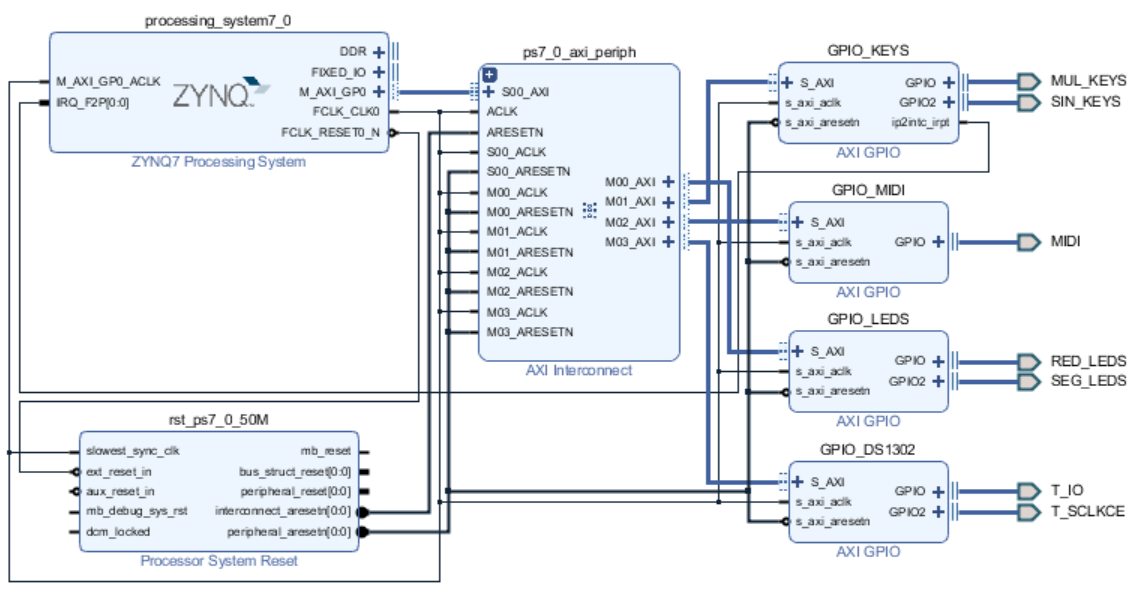 processing_system7_0
DDR
FIXED_IO
M_AXI_GP0_ACLK
M_AXI_GP0
IRQ_F2P[0:0]
ZYNQ
FCLK_CLK0
FCLK_RESET0_N
ZYNQ7 Processing System
ps7_0_axi_periph
S00_AXI
ACLK
ARESETN
S00_ACLK
S00_ARESETN
M00_ACLK
M00_ARESETN
M01_ACLK
M01_ARESETN
M02_ACLK
M02_ARESETN
M03_ACLK
M03_ARESETN
M00_AXI
M01_AXI
M02_AXI
M03_AXI
AXI Interconnect
GPIO_KEYS
S_AXI
s_axi_aclk
s_axi_aresetn
GPIO
GPIO2
ip2intc_irpt
AXI GPIO
MUL_KEYS
SIN_KEYS
GPIO_MIDI
S_AXI
s_axi_aclk
s_axi_aresetn
GPIO
AXI GPIO
MIDI
GPIO_LEDS
S_AXI
s_axi_aclk
s_axi_aresetn
GPIO
GPIO2
AXI GPIO
RED_LEDS
SEG_LEDS
rst_ps7_0_50M
slowest_sync_clk
ext_reset_in
aux_reset_in
mb_debug_sys_rst
dcm_locked
mb_reset
bus_struct_reset[0:0]
peripheral_reset[0:0]
interconnect_aresetn[0:0]
peripheral_aresetn[0:0]
Processor System Reset
GPIO_DS1302
S_AXI
s_axi_aclk
s_axi_aresetn
GPIO
GPIO2
AXI GPIO
T_IO
T_SCLKCE